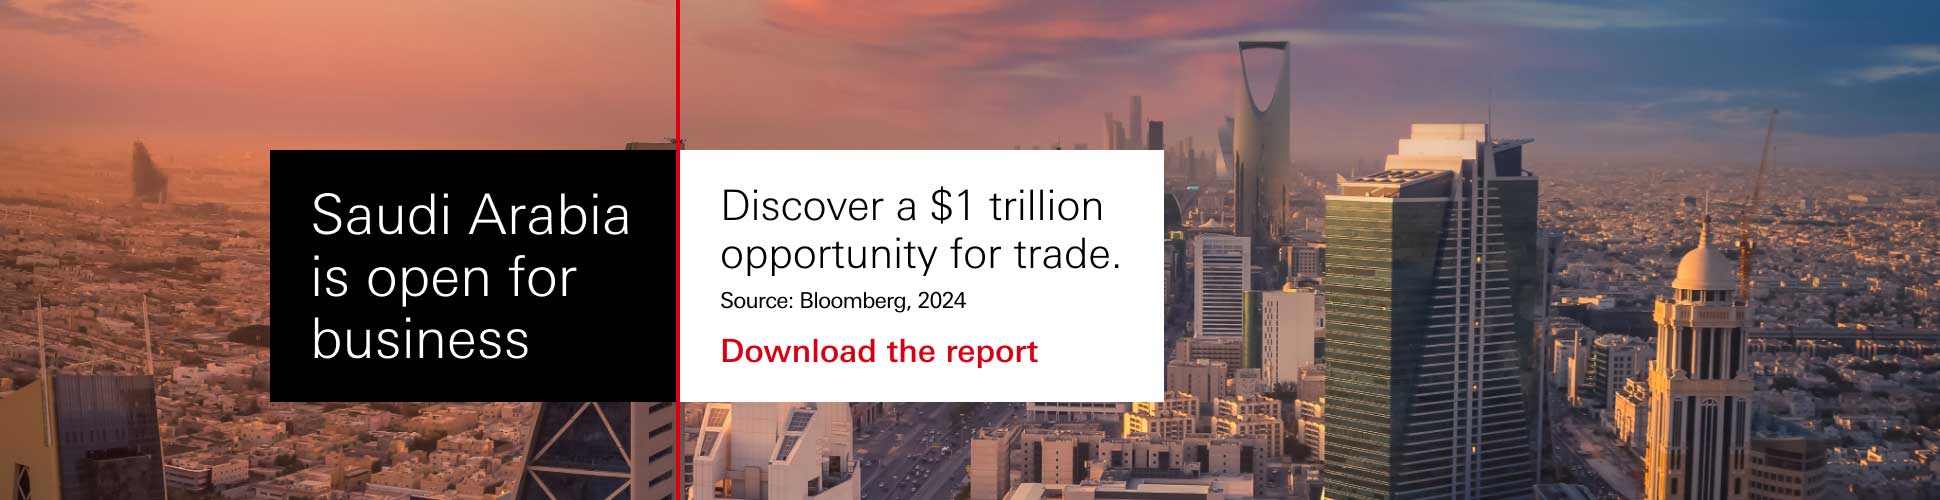 Saudi Arabia
is open for
business
Discover a $1 trillion
opportunity for trade.
Source: Bloomberg, 2024
Download the report